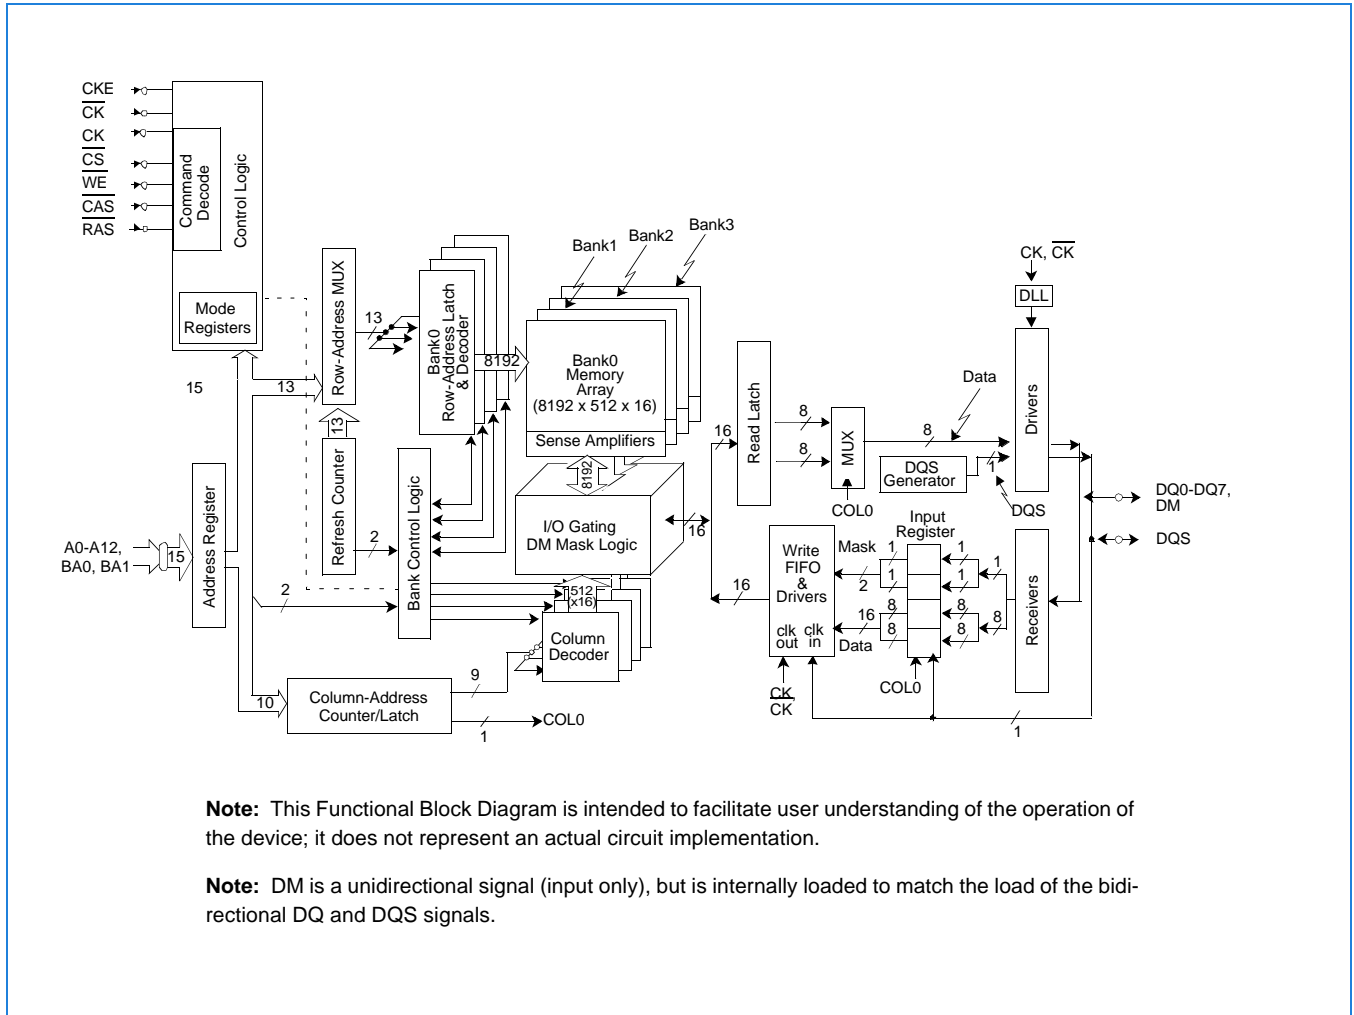 CKE
CK
CK
CS
WE
CAS
RAS
Command
Decode
Control Logic
Mode
Registers
15
13
Row-Address MUX
13
Refresh Counter
13
Bank0
Row-Address Latch
& Decoder
8192
Bank1
Bank2
Bank3
Bank0
Memory
Array
(8192 x 512 x 16)
Sense Amplifiers
8192
I/O Gating
DM Mask Logic
16
16
Read Latch
8
8
MUX
COL0
8
Data
DQS
Generator
1
DQS
CK, CK
DLL
Drivers
DQ0-DQ7,
DM
DQS
A0-A12,
BA0, BA1
15
Address Register
2
2
Bank Control Logic
512
(x16)
Column
Decoder
9
10
Column-Address
Counter/Latch
1
COL0
16
Write
FIFO
&
Drivers
clk
out
clk
in
CK,
CK
Mask
2
16
Data
Input
Register
1
1
8
8
1
1
8
8
1
8
COL0
Receivers
1
Note: This Functional Block Diagram is intended to facilitate user understanding of the operation of
the device; it does not represent an actual circuit implementation.
Note: DM is a unidirectional signal (input only), but is internally loaded to match the load of the bidi-
rectional DQ and DQS signals.